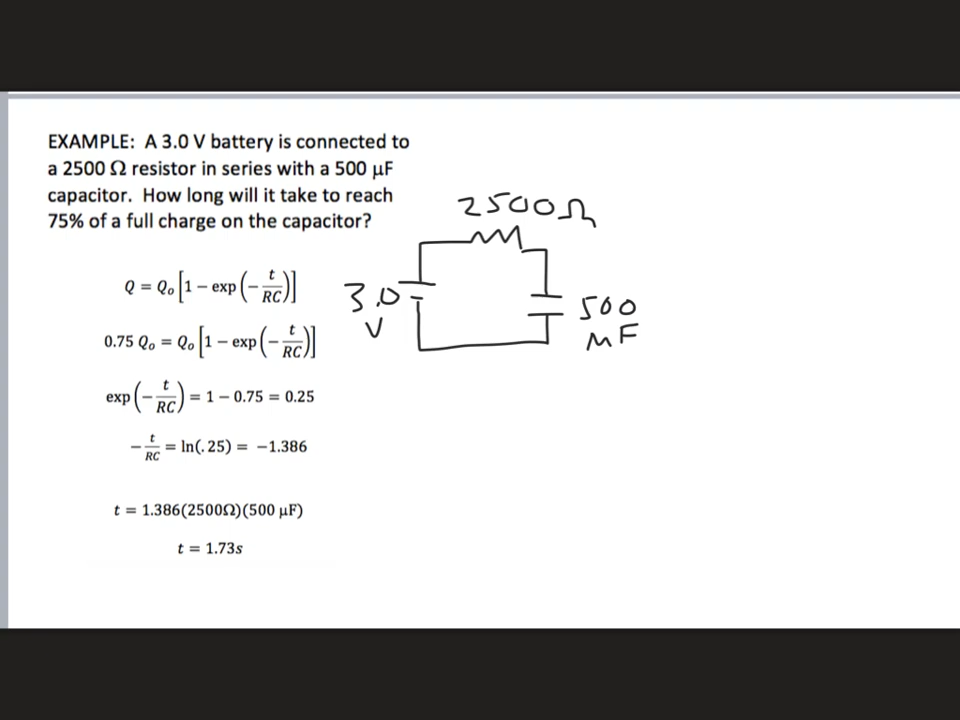 EXAMPLE: A 3.0 V battery is connected to
a 2500 Ω resistor in series with a 500 μF
capacitor. How long will it take to reach
75% of a full charge on the capacitor?
Q = Qₒ[1 − exp(−t/RC)]
0.75 Qₒ = Qₒ[1 − exp(−t/RC)]
exp(−t/RC) = 1 − 0.75 = 0.25
−t/RC = ln(.25) = −1.386
t = 1.386(2500Ω)(500 μF)
t = 1.73s
2500Ω
3.0
V
500
MF